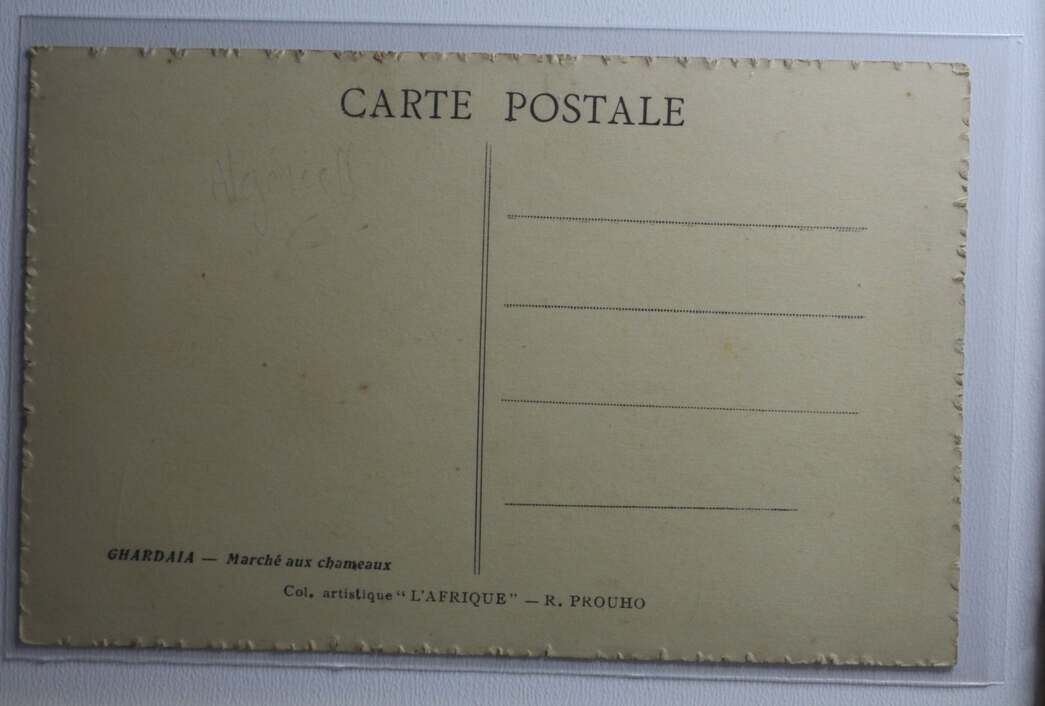 CARTE POSTALE
GHARDAIA — Marché aux chameaux
Col. artistique "L'AFRIQUE" — R. PROUHO